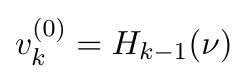 $v_k^{(0)} = H_{k-1}(\nu)$